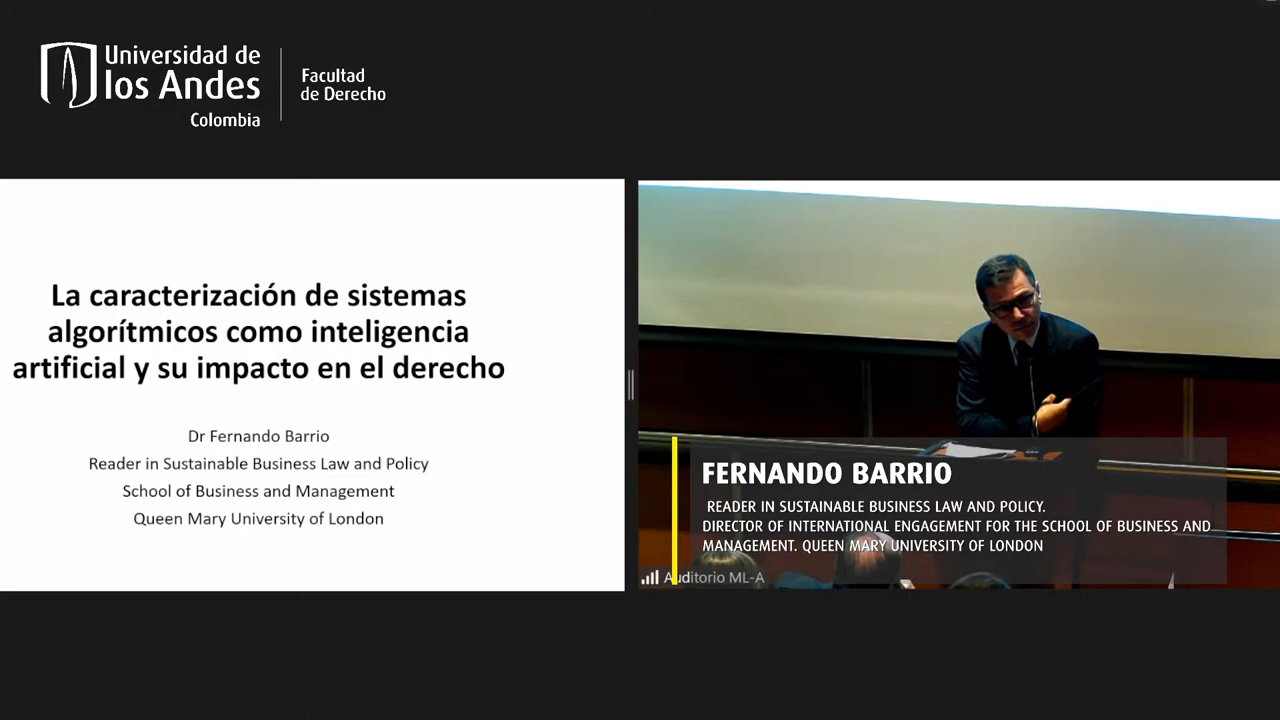 Universidad de
los Andes
Colombia
Facultad
de Derecho
La caracterización de sistemas
algorítmicos como inteligencia
artificial y su impacto en el derecho
Dr Fernando Barrio
Reader in Sustainable Business Law and Policy
School of Business and Management
Queen Mary University of London
FERNANDO BARRIO
READER IN SUSTAINABLE BUSINESS LAW AND POLICY.
DIRECTOR OF INTERNATIONAL ENGAGEMENT FOR THE SCHOOL OF BUSINESS AND
MANAGEMENT. QUEEN MARY UNIVERSITY OF LONDON
Auditorio ML-A